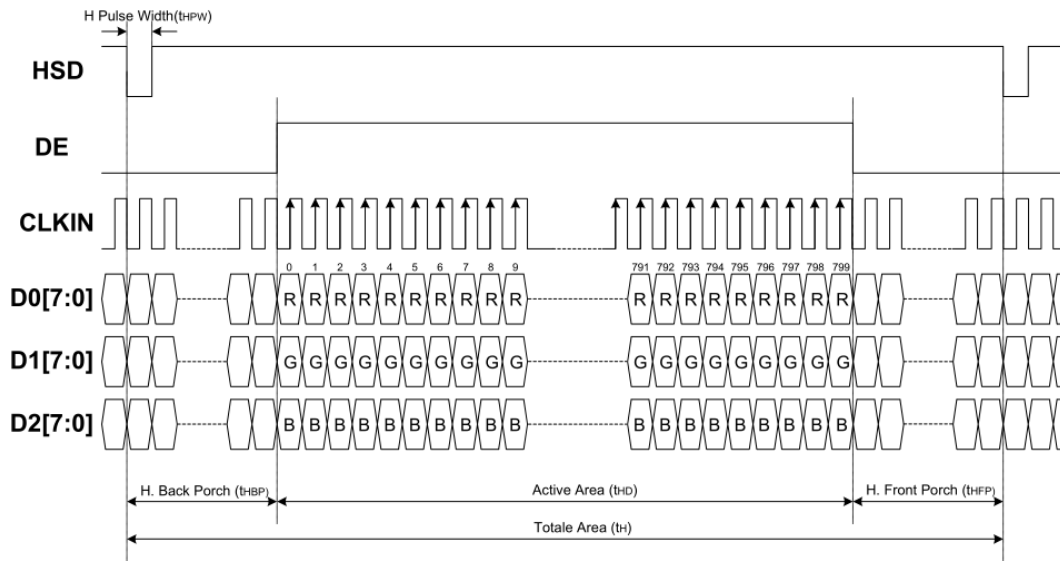 H Pulse Width(tHPW)
HSD
DE
CLKIN
0 1 2 3 4 5 6 7 8 9 791 792 793 794 795 796 797 798 799
D0[7:0] R R R R R R R R R R R R R R R R R R R
D1[7:0] G G G G G G G G G G G G G G G G G G G
D2[7:0] B B B B B B B B B B B B B B B B B B B
H. Back Porch (tHBP) Active Area (tHD) H. Front Porch (tHFP)
Totale Area (tH)